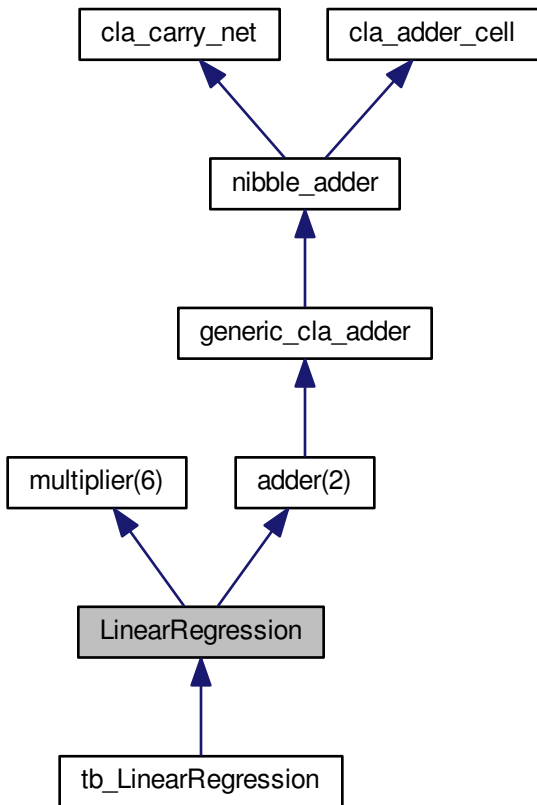 cla_carry_net
cla_adder_cell
nibble_adder
generic_cla_adder
multiplier(6)
adder(2)
LinearRegression
tb_LinearRegression